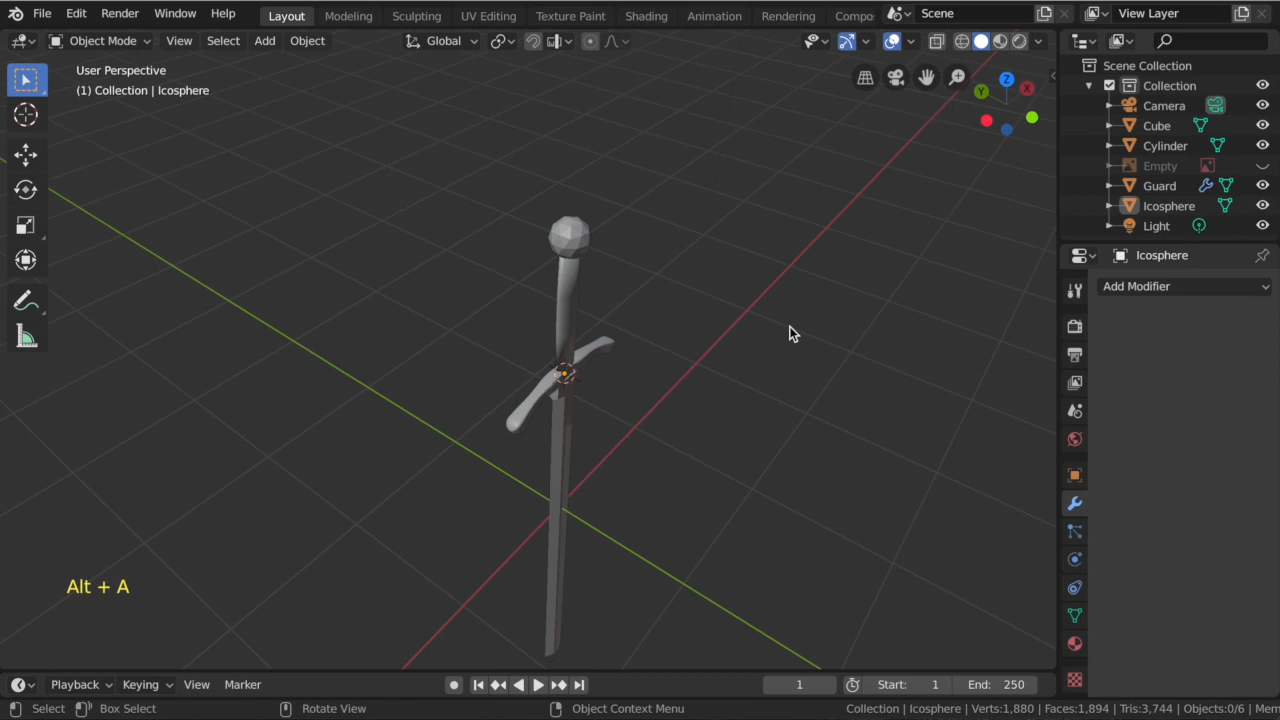 File Edit Render Window Help Layout Modeling Sculpting UV Editing Texture Paint Shading Animation Rendering Compo Scene View Layer
Object Mode View Select Add Object Global
User Perspective
(1) Collection | Icosphere
Z
Y
X
Alt + A
Scene Collection
Collection
Camera
Cube
Cylinder
Empty
Guard
Icosphere
Light
Icosphere
Add Modifier
Playback Keying View Marker 1 Start: 1 End: 250
Select Box Select Rotate View Object Context Menu Collection | Icosphere | Verts:1,880 | Faces:1,894 | Tris:3,744 | Objects:0/6 | Mem